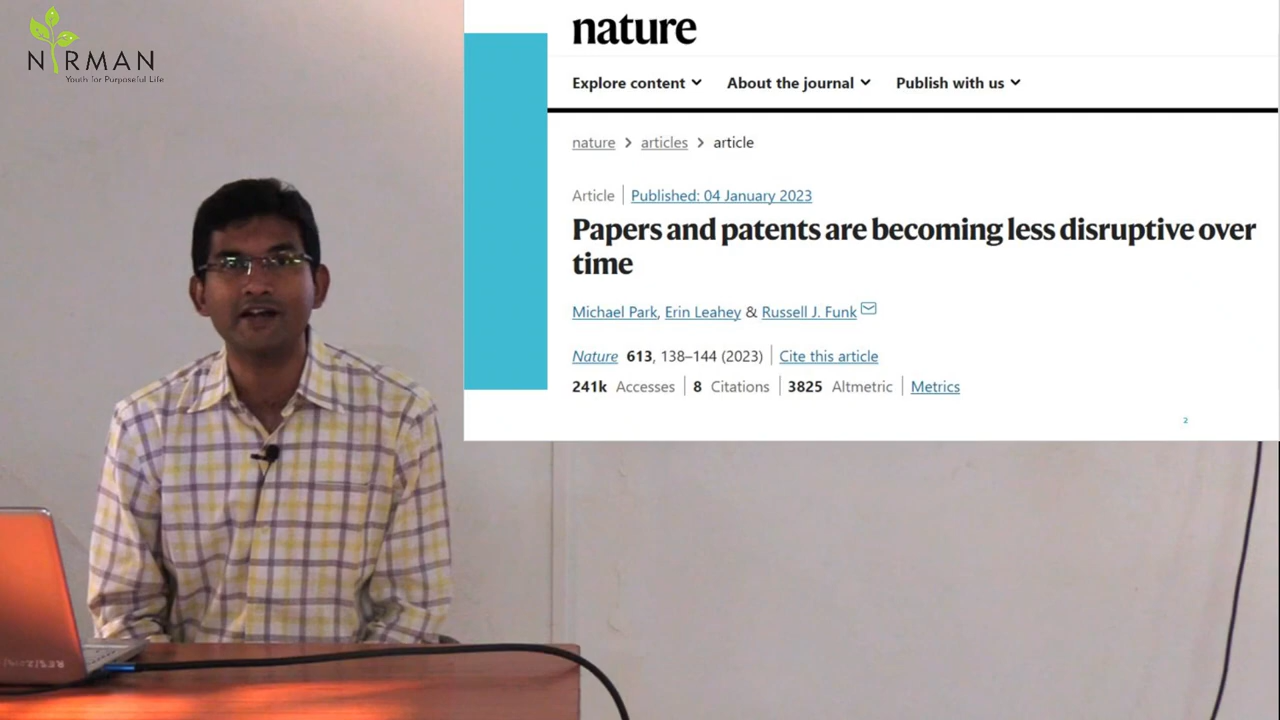 NIRMAN
Youth for Purposeful Life
nature
Explore content
About the journal
Publish with us
nature > articles > article
Article | Published: 04 January 2023
Papers and patents are becoming less disruptive over
time
Michael Park, Erin Leahey & Russell J. Funk
Nature 613, 138–144 (2023) | Cite this article
241k Accesses | 8 Citations | 3825 Altmetric | Metrics
2